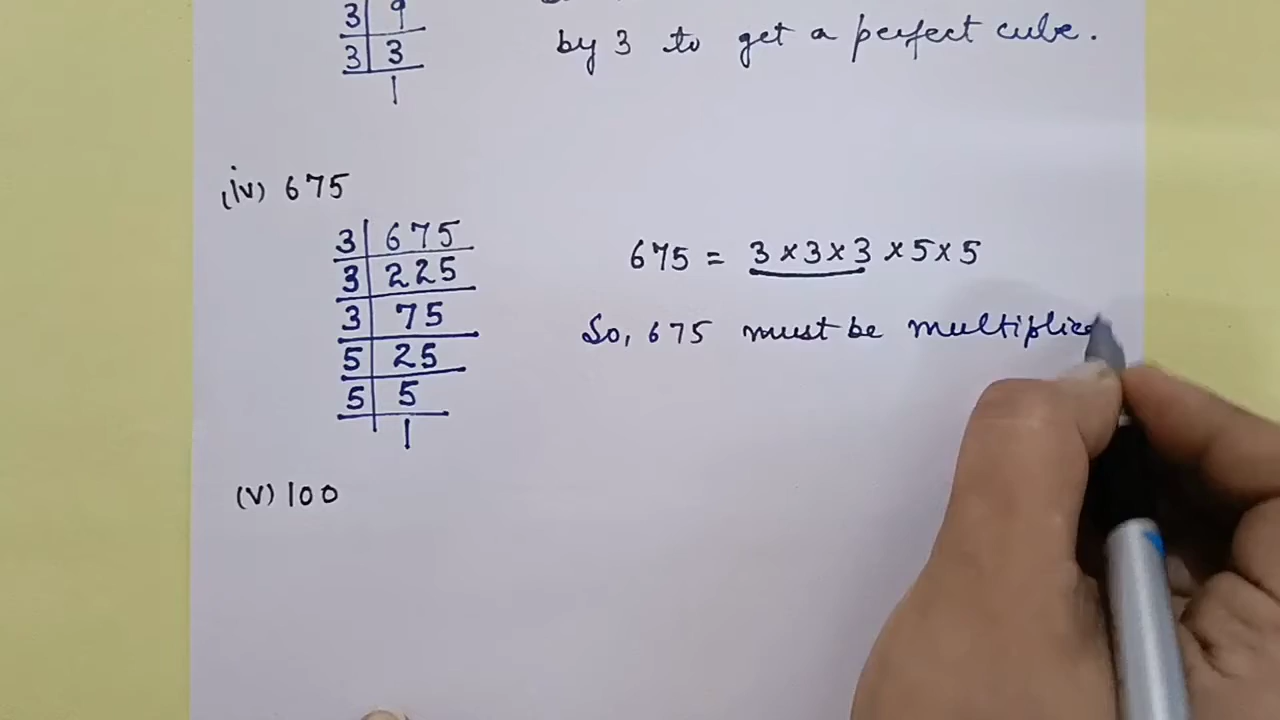 3 9
by 3 to get a perfect cube.
3 3
1
(iv) 675
3 675
675 = 3×3×3×5×5
3 225
3 75
So, 675 must be multiplie
5 25
5 5
1
(v) 100